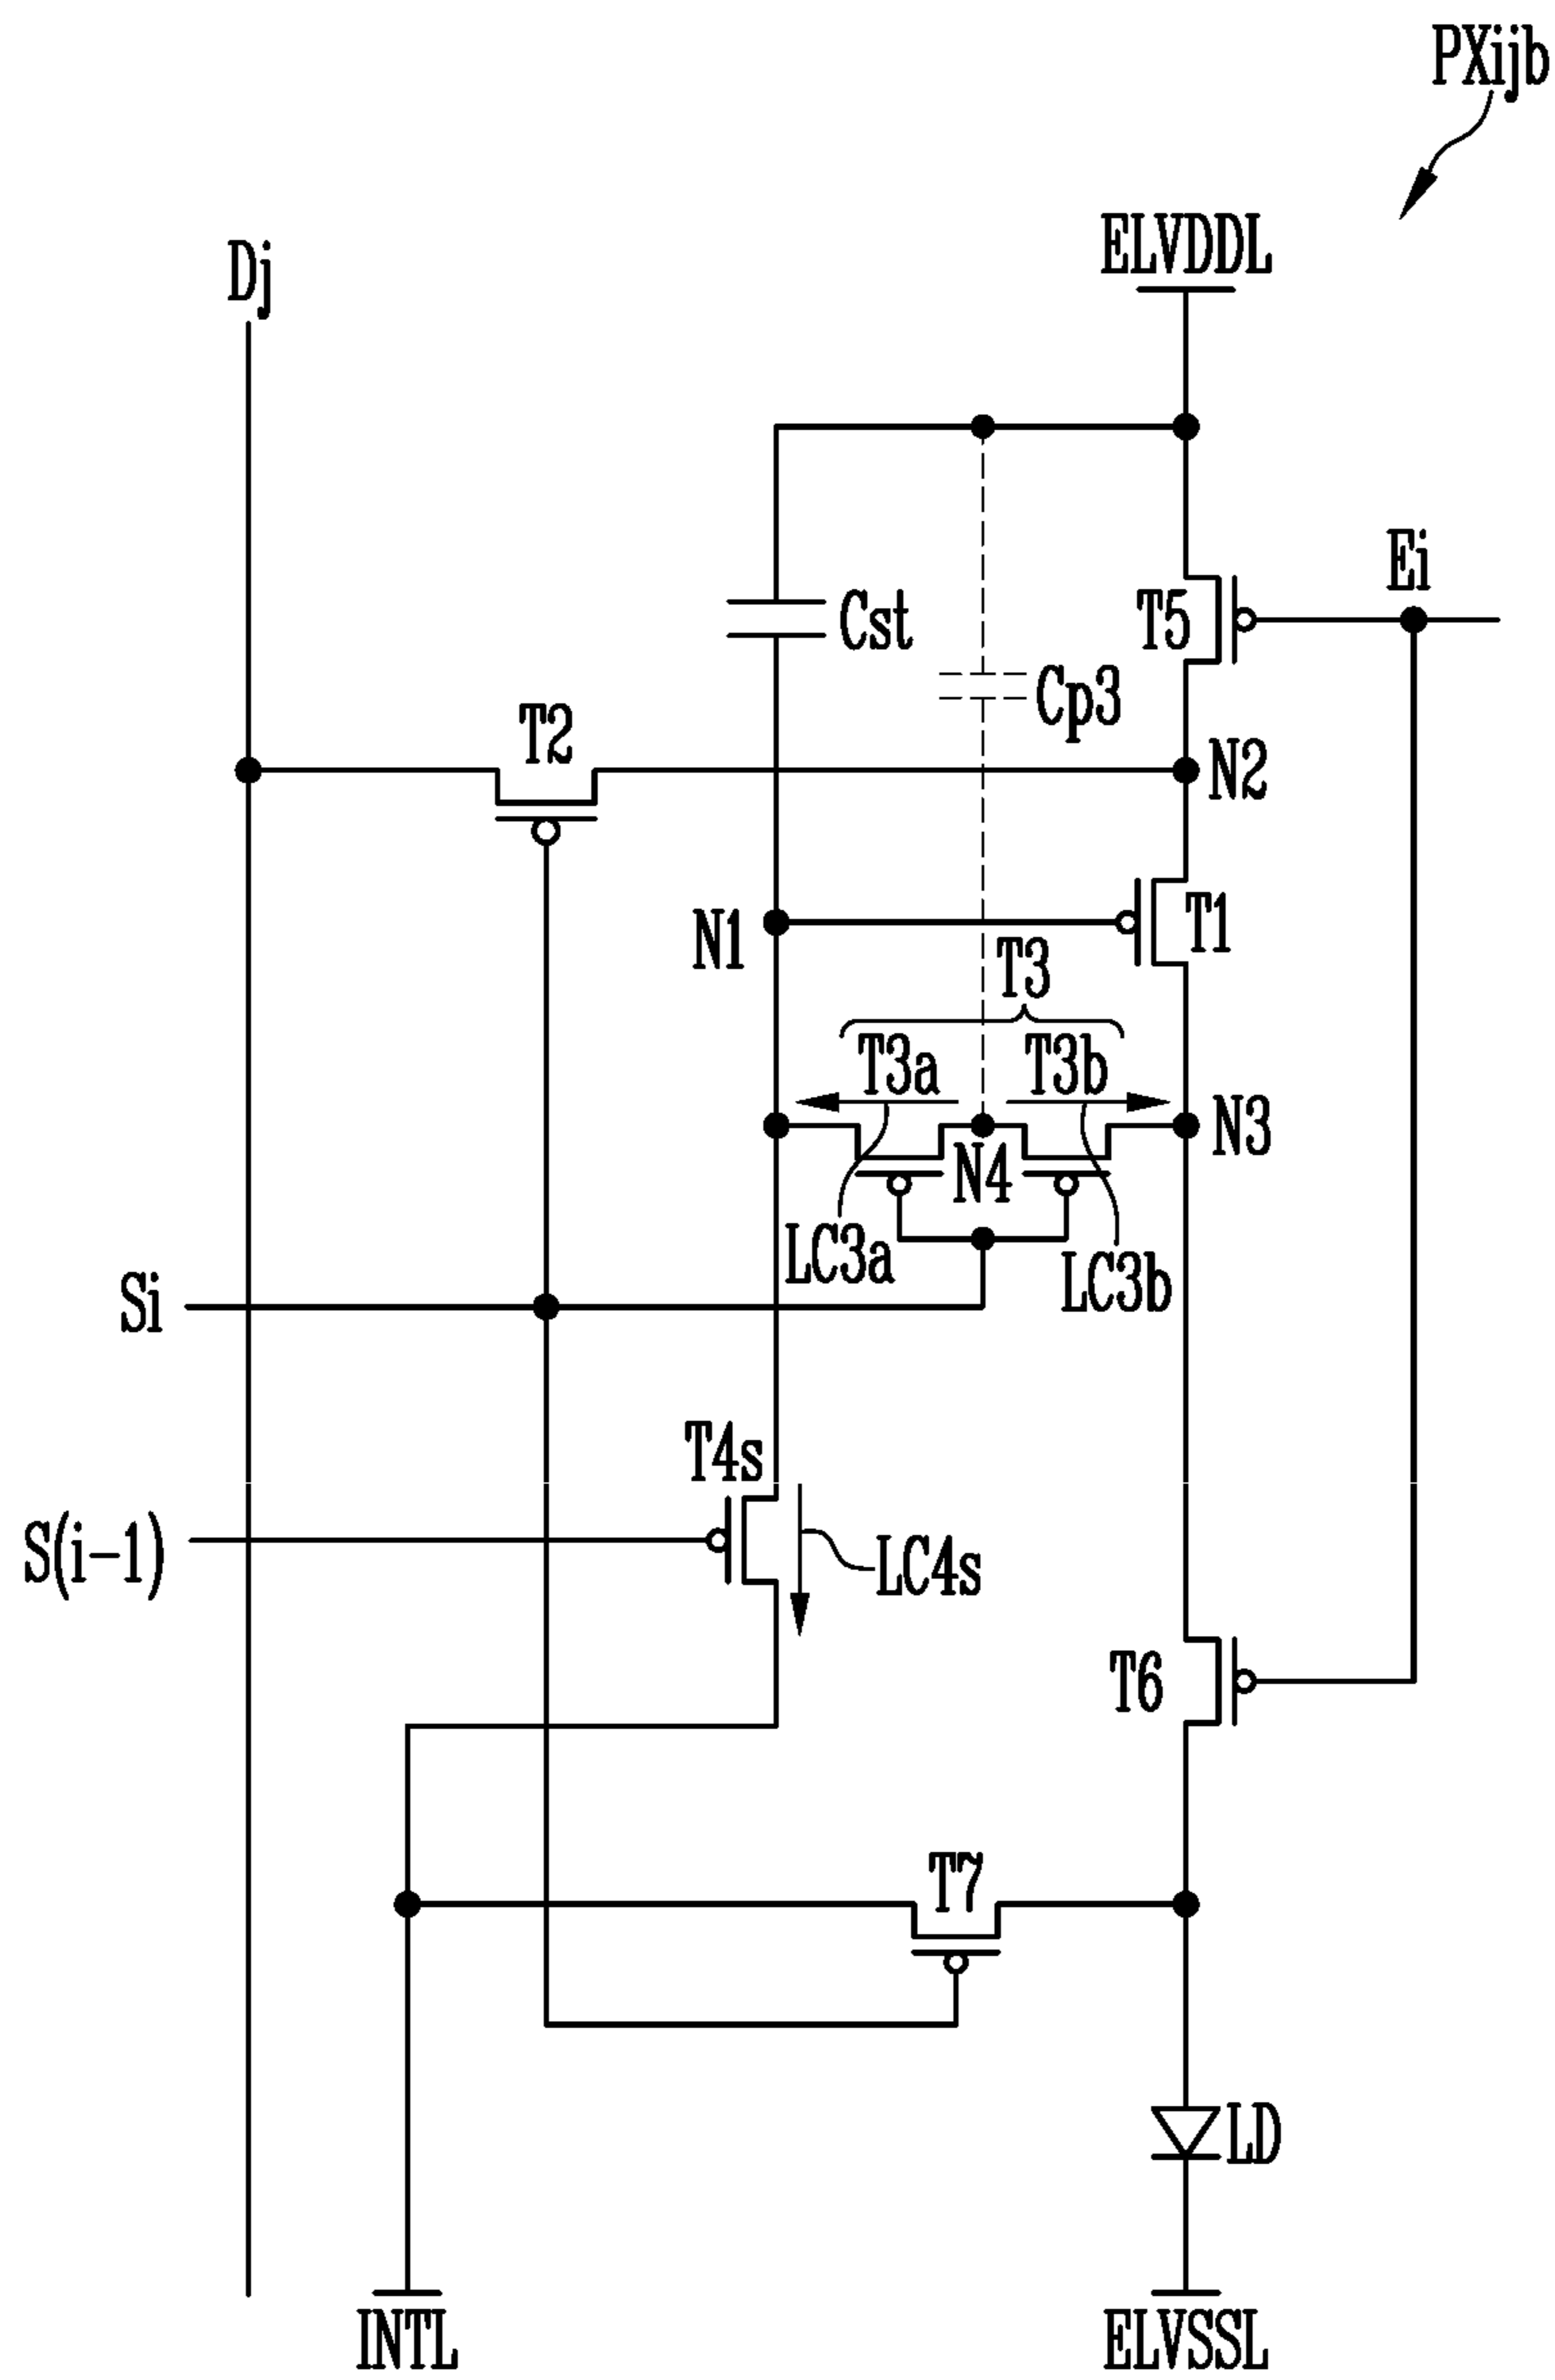 PXijb
ELVDDL
Dj
Ei
T5
Cst
Cp3
T2
N2
N1
T1
T3
T3a
T3b
N3
N4
LC3a
LC3b
Si
T4s
S(i-1)
LC4s
T6
T7
LD
INTL
ELVSSL